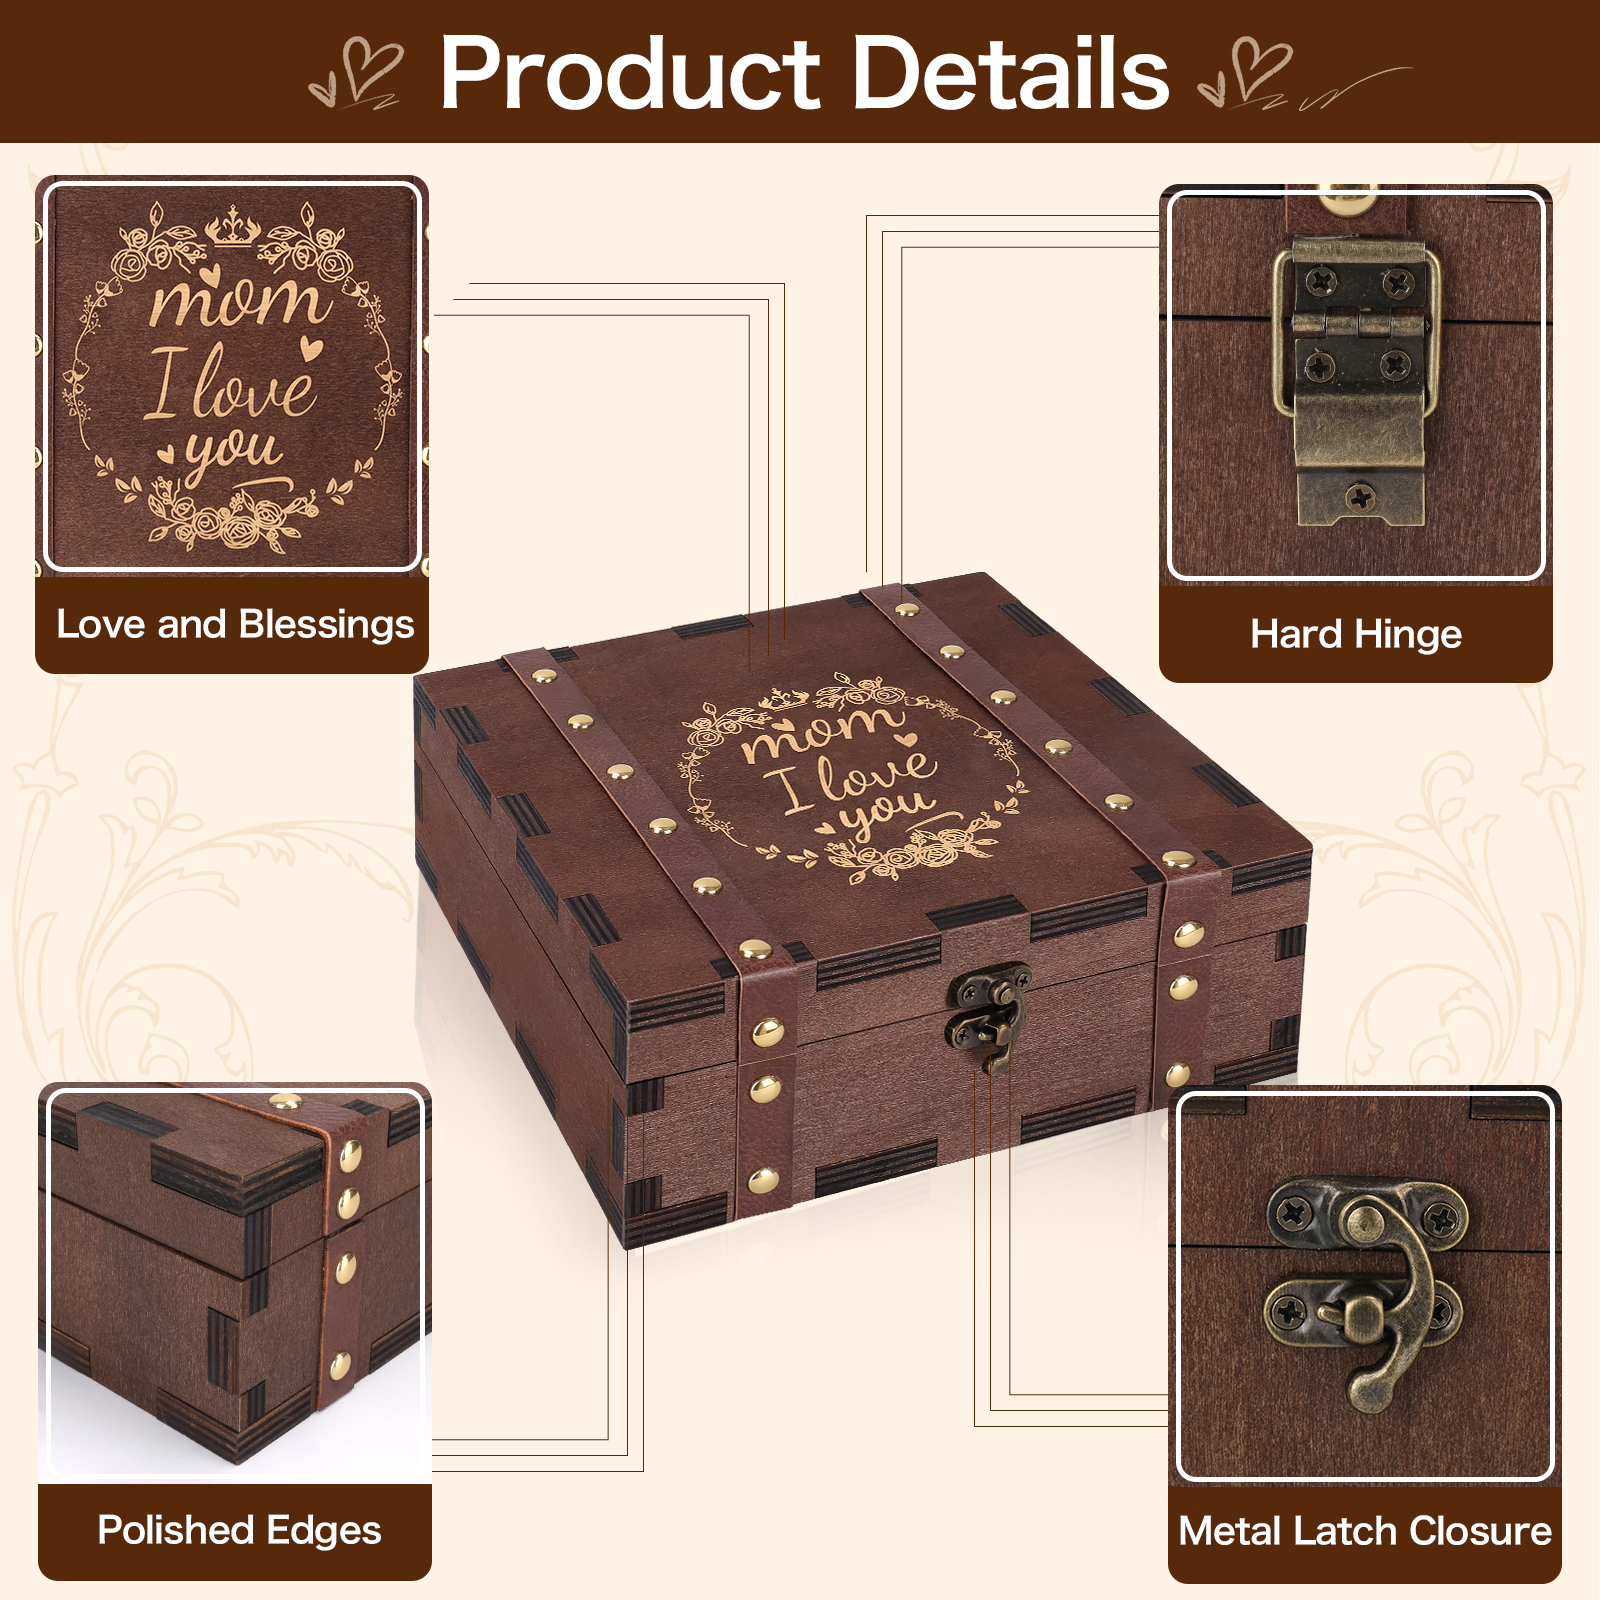 Product Details
mom
I love
you
Love and Blessings
Hard Hinge
mom
I love
you
Polished Edges
Metal Latch Closure